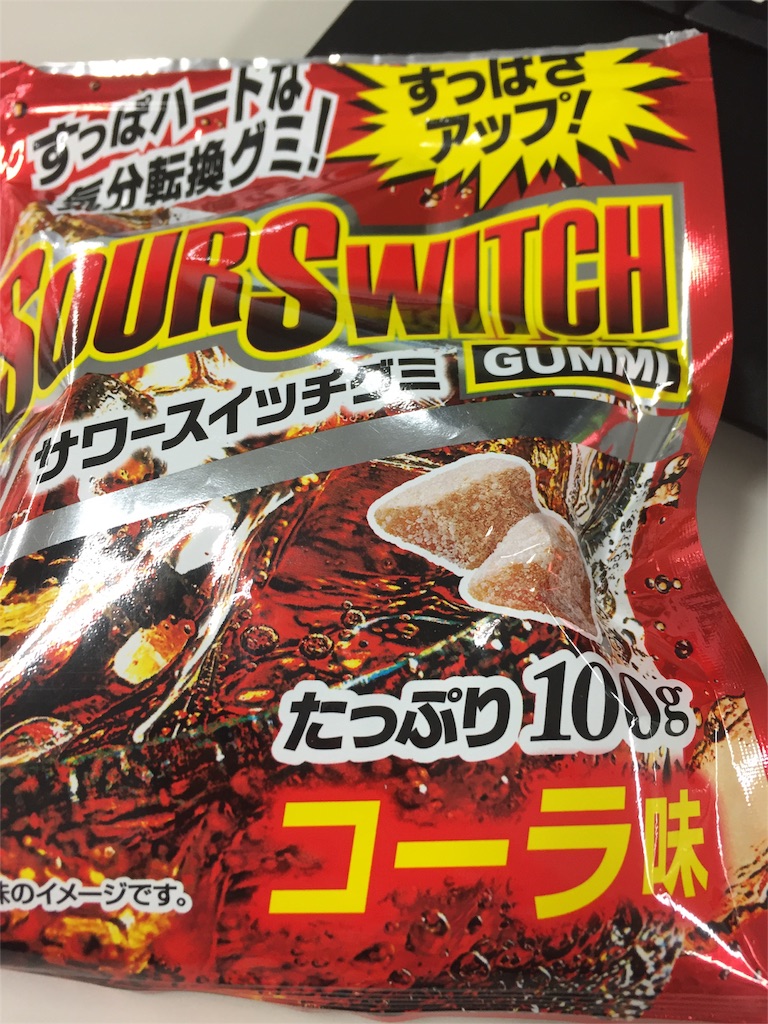 すっぱハートな
気分転換グミ!
すっぱさ
アップ!
SOURSWITCH
GUMMI
サワースイッチグミ
たっぷり100g
コーラ味
味のイメージです。